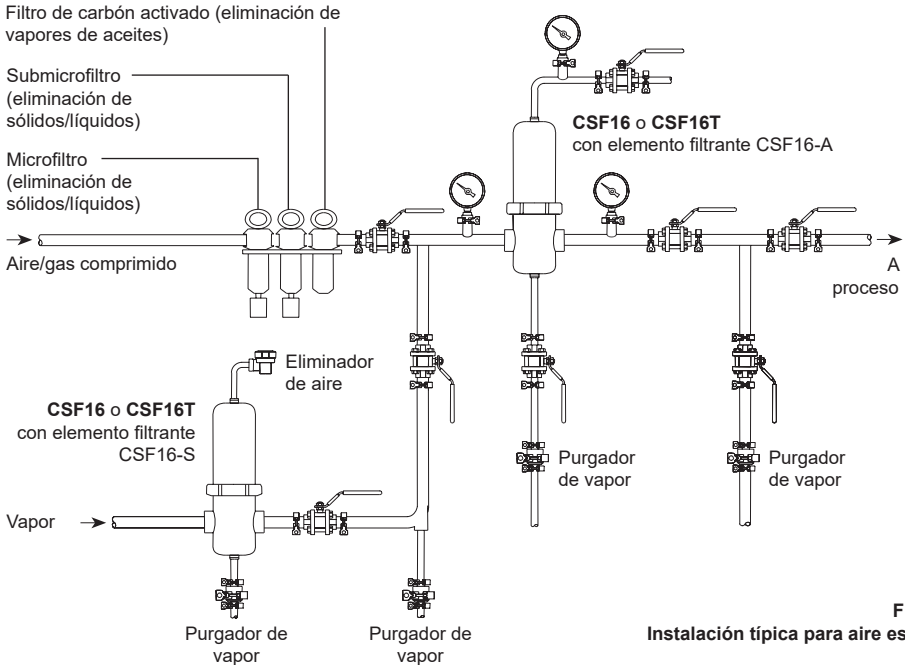 Filtro de carbón activado (eliminación de
vapores de aceites)
Submicrofiltro
(eliminación de
sólidos/líquidos)
Microfiltro
(eliminación de
sólidos/líquidos)
CSF16 o CSF16T
con elemento filtrante CSF16-A
Aire/gas comprimido
A
proceso
Eliminador
de aire
CSF16 o CSF16T
con elemento filtrante
CSF16-S
Purgador
de vapor
Purgador
de vapor
Vapor
Purgador de
vapor
Purgador de
vapor
F
Instalación típica para aire es